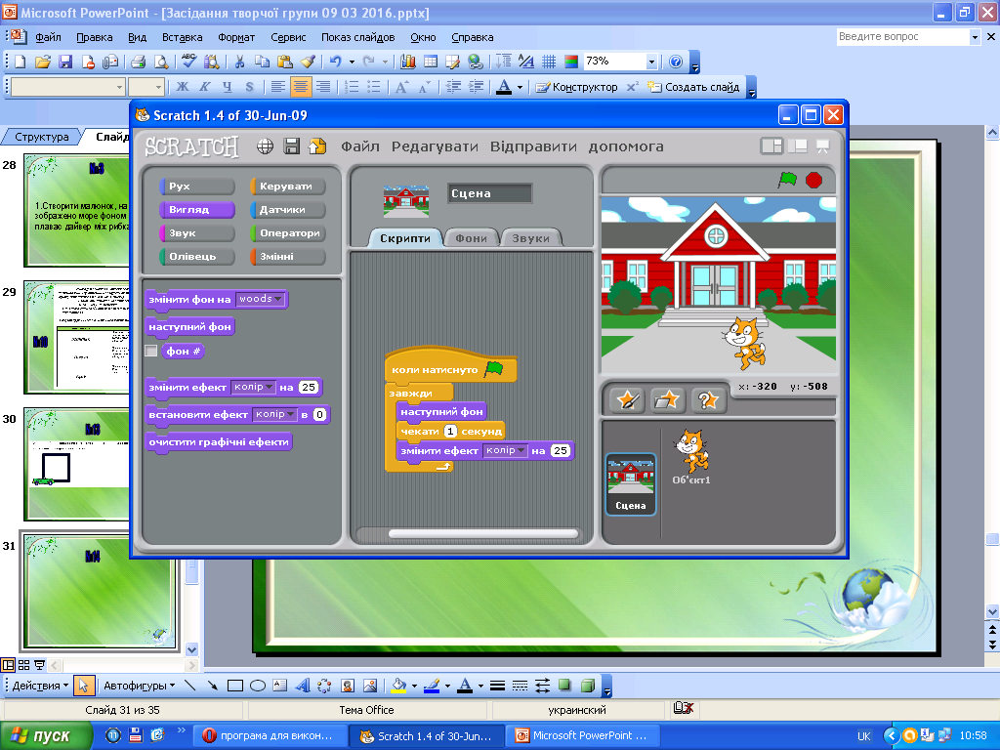 Microsoft PowerPoint - [Засідання творчої групи 09 03 2016.pptx]
Файл Правка Вид Вставка Формат Сервис Показ слайдов Окно Справка
Введите вопрос
73%
Ж К Ч S Конструктор Создать слайд
Структура Слайд
28
№8
1.Створити малюнок, на
зображено море фоном
плаває дайвер між рибка
29
30
31
Scratch 1.4 of 30-Jun-09
SCRATCH Файл Редагувати Відправити допомога
Рух Керувати
Вигляд Датчики
Звук Оператори
Олівець Змінні
змінити фон на woods
наступний фон
фон #
змінити ефект колір на 25
встановити ефект колір в 0
очистити графічні ефекти
Сцена
Скрипти Фони Звуки
коли натиснуто
завжди
наступний фон
чекати 1 секунд
змінити ефект колір на 25
x: -320 y: -508
Сцена
Об'єкт1
Действия Автофигуры
Слайд 31 из 35 Тема Office украинский
пуск
програма для викон...
Scratch 1.4 of 30-Jun...
Microsoft PowerPoint ...
UK
10:58